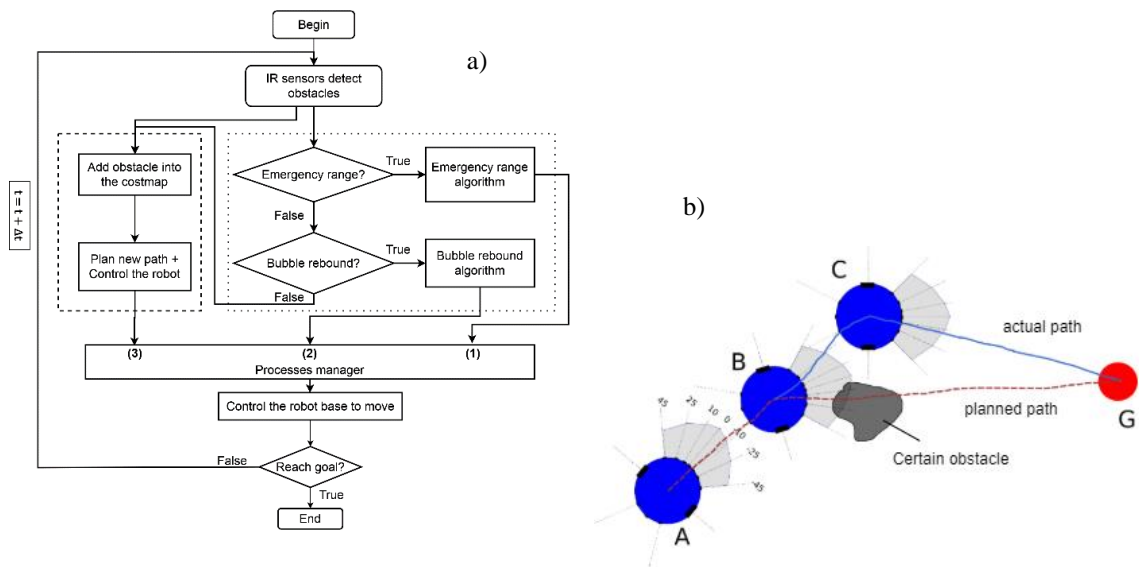 Begin
a)
IR sensors detect
obstacles
Add obstacle into
the costmap
Emergency range?
True
Emergency range
algorithm
False
t = t + Δt
Plan new path +
Control the robot
Bubble rebound?
True
Bubble rebound
algorithm
False
(3)
(2)
(1)
Processes manager
Control the robot base to move
Reach goal?
False
True
End
b)
C
actual path
B
planned path
G
45
25
10
0
-10
-25
-45
Certain obstacle
A